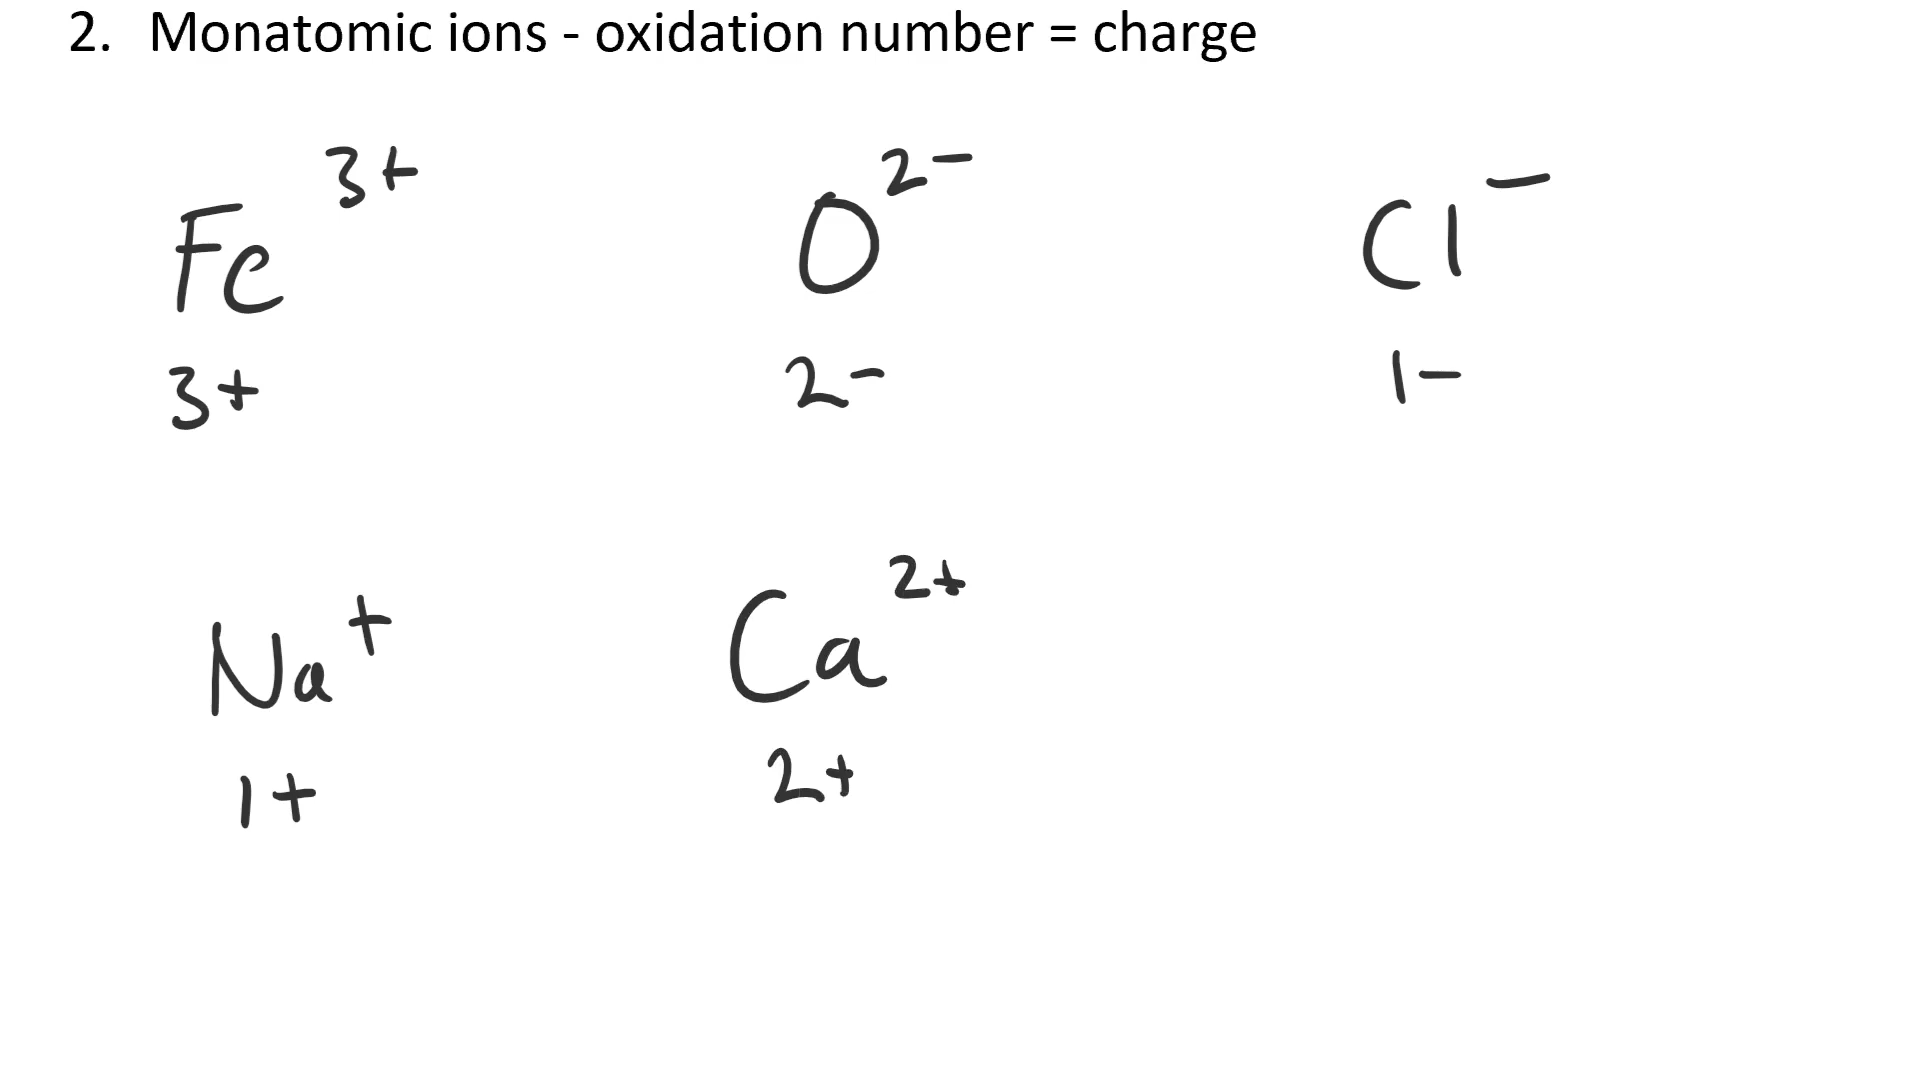 2. Monatomic ions - oxidation number = charge
Fe³⁺ O²⁻ Cl⁻
3+ 2- 1-
Na⁺ Ca²⁺
1+ 2+